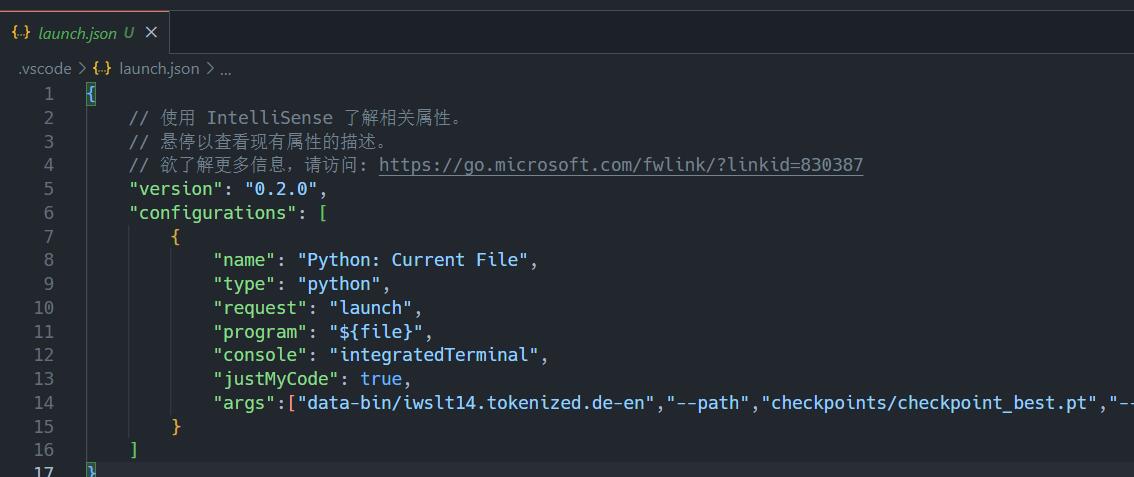 {..} launch.json U ×
.vscode > {..} launch.json > ...
1 {
2 // 使用 IntelliSense 了解相关属性。
3 // 悬停以查看现有属性的描述。
4 // 欲了解更多信息，请访问: https://go.microsoft.com/fwlink/?linkid=830387
5 "version": "0.2.0",
6 "configurations": [
7 {
8 "name": "Python: Current File",
9 "type": "python",
10 "request": "launch",
11 "program": "${file}",
12 "console": "integratedTerminal",
13 "justMyCode": true,
14 "args":["data-bin/iwslt14.tokenized.de-en","--path","checkpoints/checkpoint_best.pt","--
15 }
16 ]
17 }